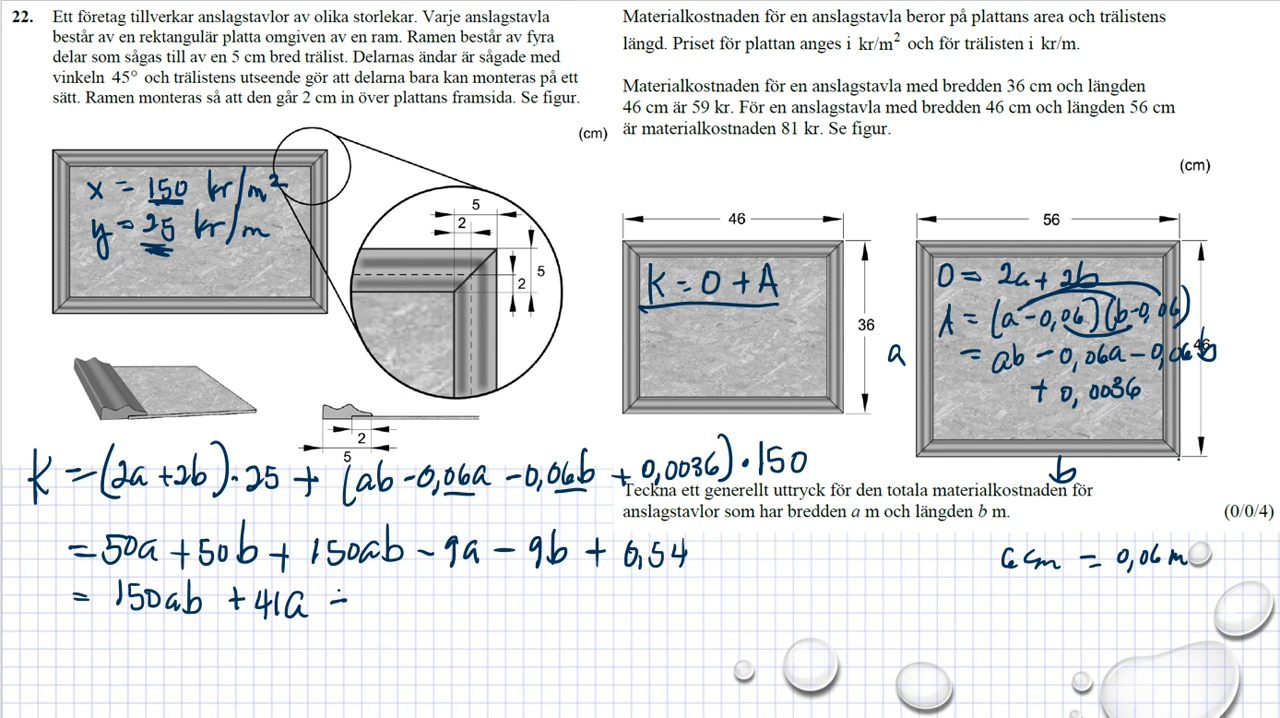 22. Ett företag tillverkar anslagstavlor av olika storlekar. Varje anslagstavla
består av en rektangulär platta omgiven av en ram. Ramen består av fyra
delar som sågas till av en 5 cm bred trälist. Delarnas ändar är sågade med
vinkeln 45° och trälistens utseende gör att delarna bara kan monteras på ett
sätt. Ramen monteras så att den går 2 cm in över plattans framsida. Se figur.
(cm)
x = 150 kr/m²
y = 25 kr/m
5
2
5
2
2
5
Materialkostnaden för en anslagstavla beror på plattans area och trälistens
längd. Priset för plattan anges i kr/m² och för trälisten i kr/m.
Materialkostnaden för en anslagstavla med bredden 36 cm och längden
46 cm är 59 kr. För en anslagstavla med bredden 46 cm och längden 56 cm
är materialkostnaden 81 kr. Se figur.
(cm)
46
56
K = O + A
36
O = 2a + 2b
A = (a - 0,06)(b - 0,06)
= ab - 0,06a - 0,06b
+ 0,0036
46
a
b
Teckna ett generellt uttryck för den totala materialkostnaden för
anslagstavlor som har bredden a m och längden b m.
(0/0/4)
K = (2a + 2b) · 25 + (ab - 0,06a - 0,06b + 0,0036) · 150
= 50a + 50b + 150ab - 9a - 9b + 0,54
= 150ab + 41a
6 cm = 0,06 m